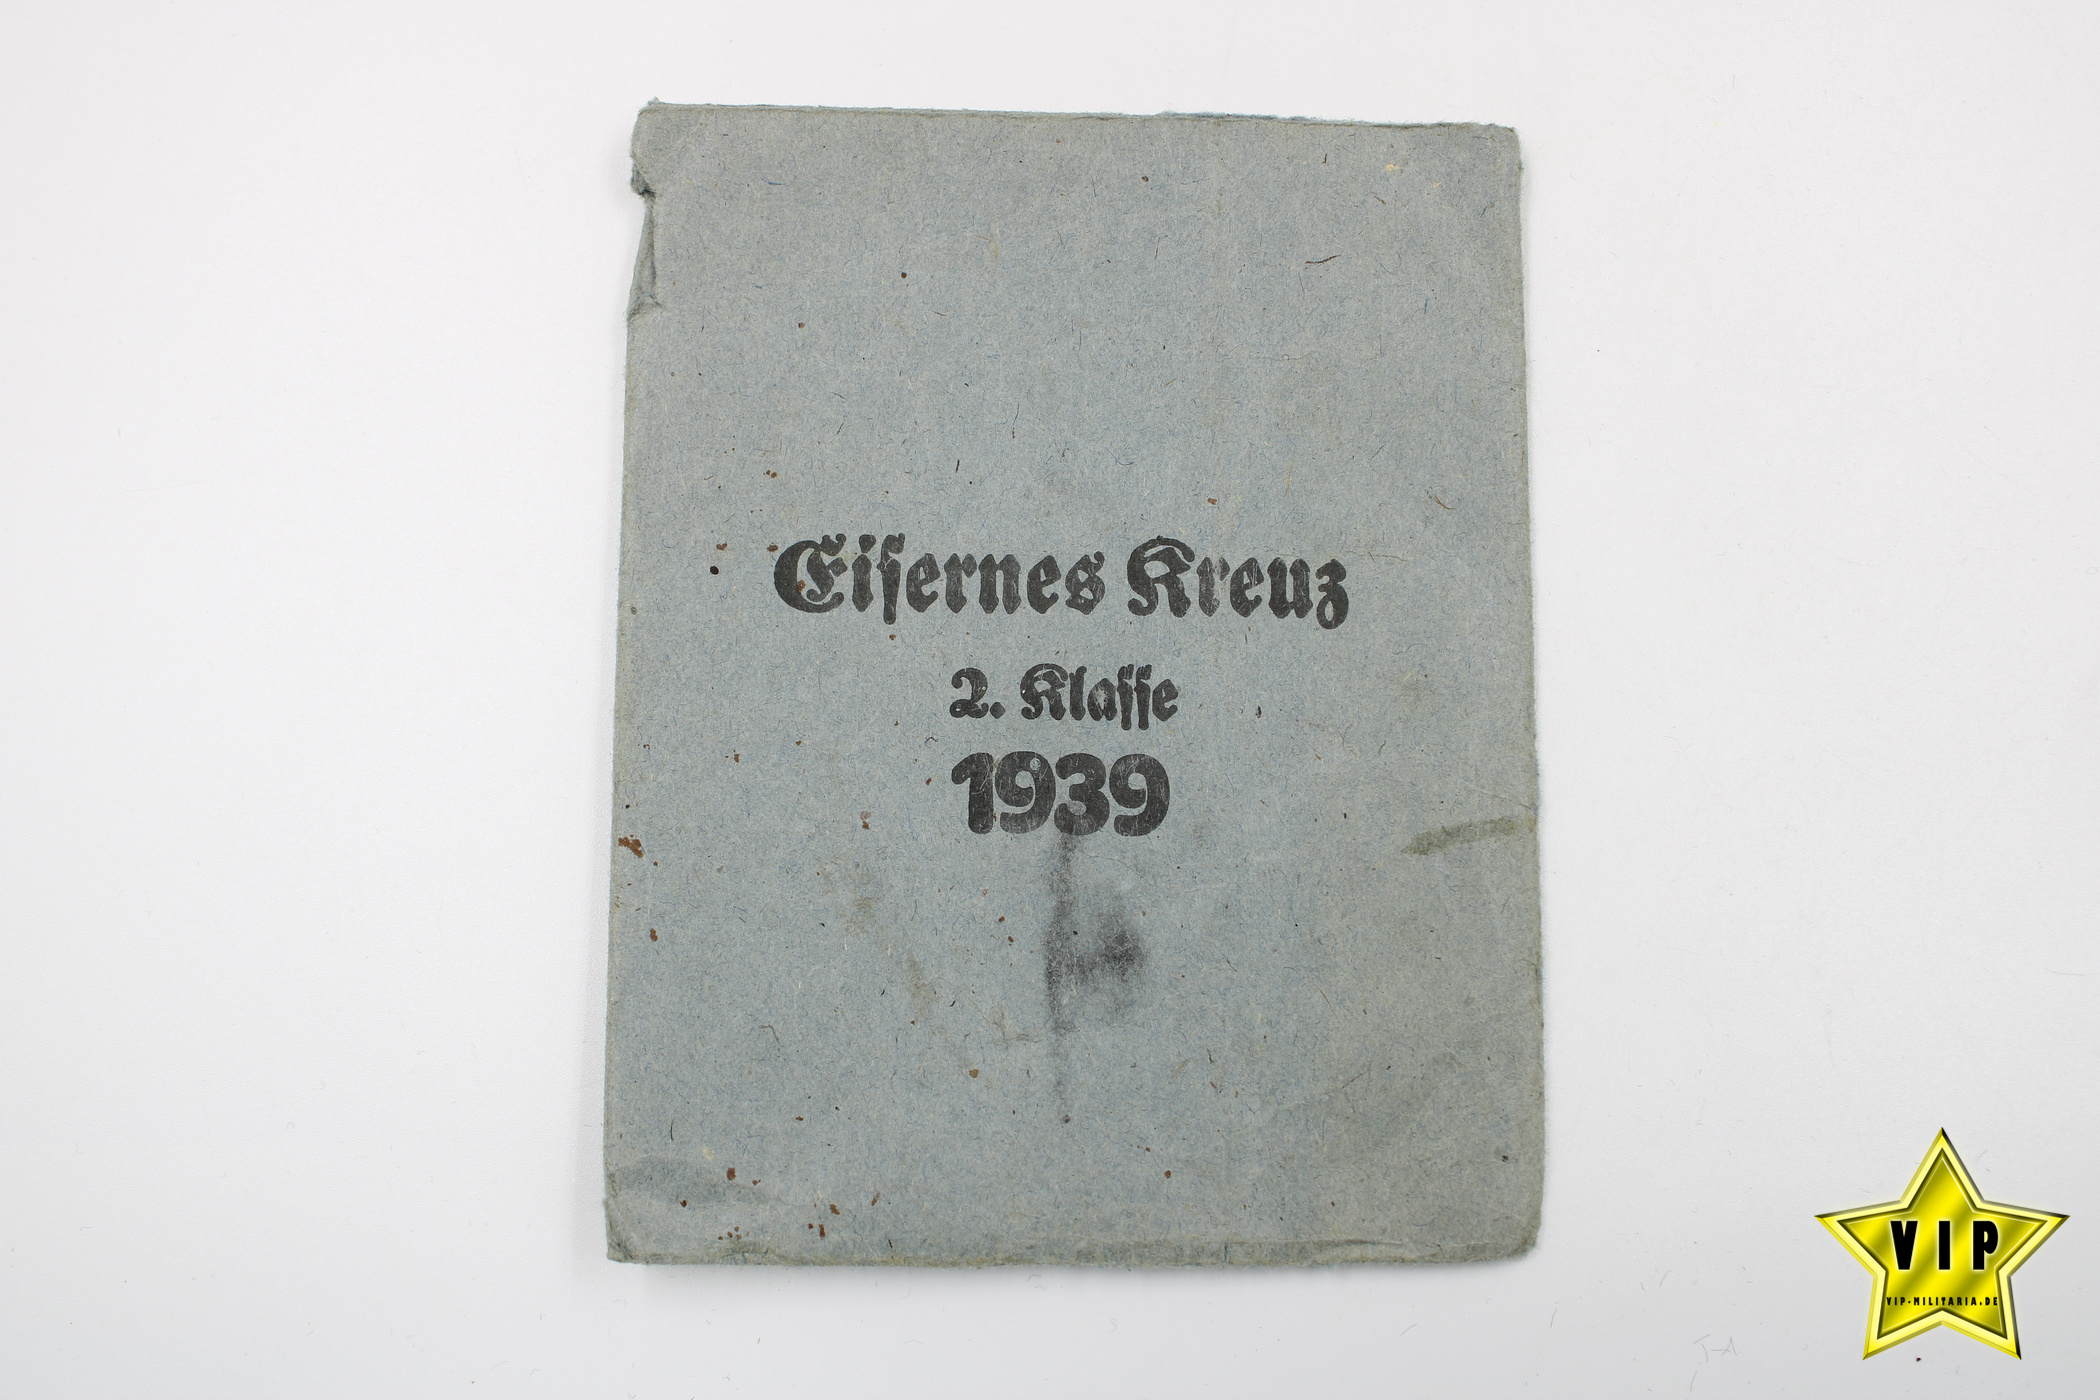 Eiſernes Kreuz
2. Klaſſe
1939
VIP
VIP-MILITARIA.DE